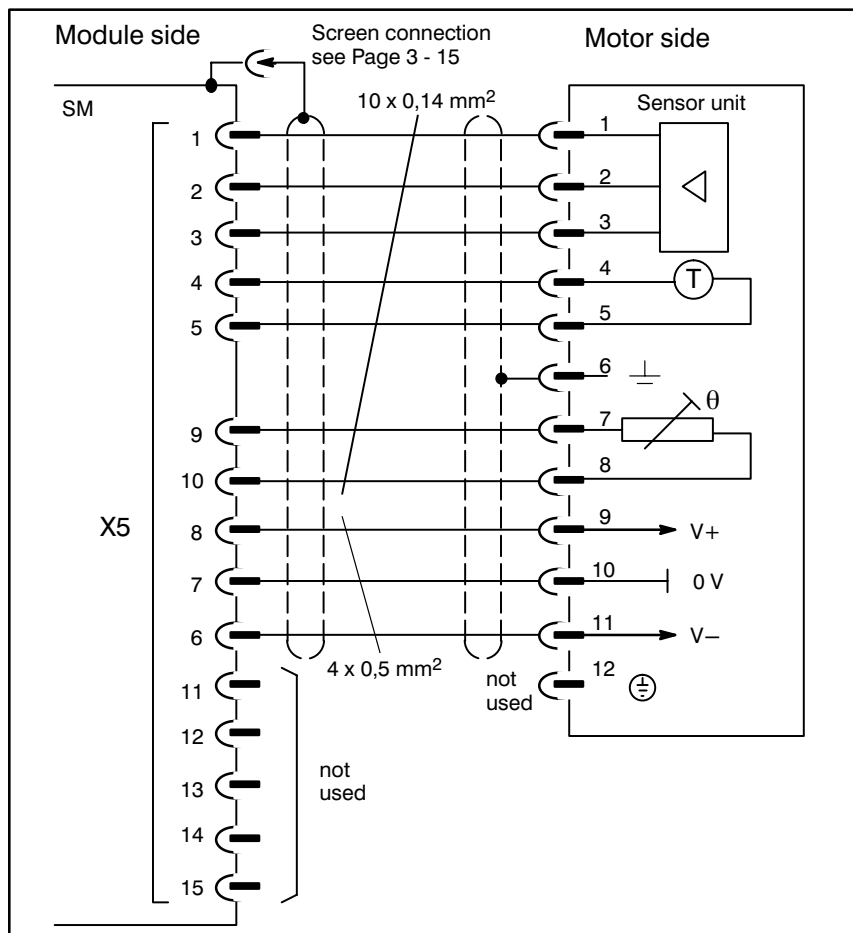 Module side
Screen connection
see Page 3 - 15
Motor side
SM
10 x 0,14 mm²
Sensor unit
1
1
2
2
3
3
4
4
T
5
5
6
θ
9
7
10
8
X5
8
9
V+
7
10
0 V
6
11
V−
4 x 0,5 mm²
11
not
used
12
12
not
used
13
14
15